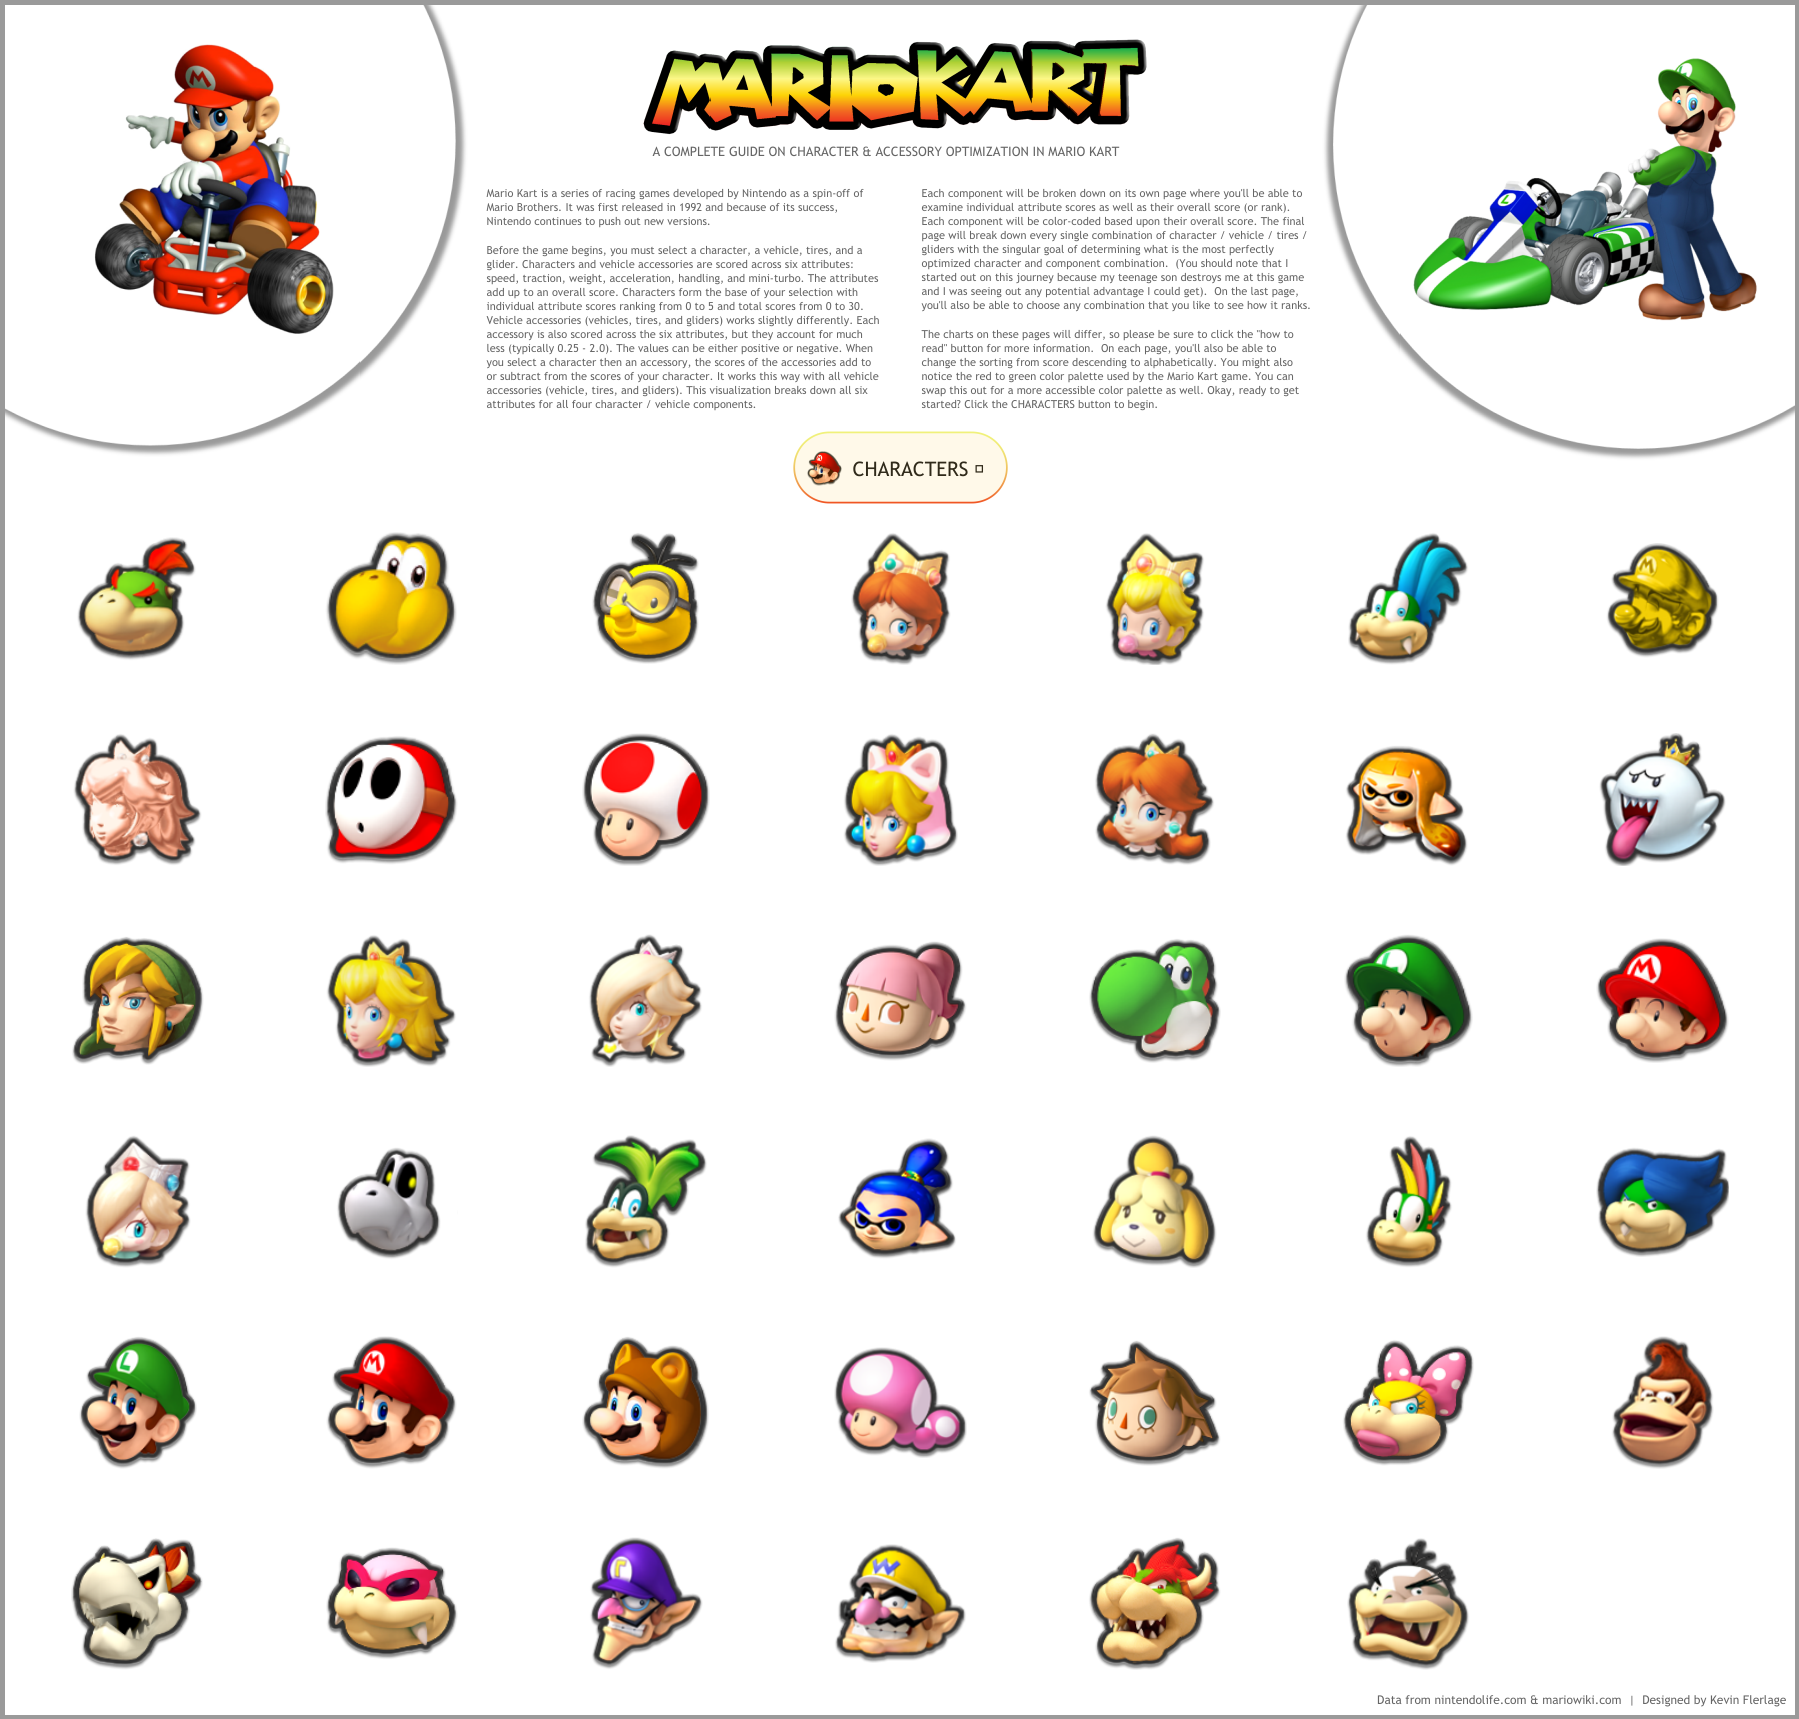 MARIOKART
A COMPLETE GUIDE ON CHARACTER & ACCESSORY OPTIMIZATION IN MARIO KART
Mario Kart is a series of racing games developed by Nintendo as a spin-off of
Mario Brothers. It was first released in 1992 and because of its success,
Nintendo continues to push out new versions.
Before the game begins, you must select a character, a vehicle, tires, and a
glider. Characters and vehicle accessories are scored across six attributes:
speed, traction, weight, acceleration, handling, and mini-turbo. The attributes
add up to an overall score. Characters form the base of your selection with
individual attribute scores ranking from 0 to 5 and total scores from 0 to 30.
Vehicle accessories (vehicles, tires, and gliders) works slightly differently. Each
accessory is also scored across the six attributes, but they account for much
less (typically 0.25 - 2.0). The values can be either positive or negative. When
you select a character then an accessory, the scores of the accessories add to
or subtract from the scores of your character. It works this way with all vehicle
accessories (vehicle, tires, and gliders). This visualization breaks down all six
attributes for all four character / vehicle components.
Each component will be broken down on its own page where you'll be able to
examine individual attribute scores as well as their overall score (or rank).
Each component will be color-coded based upon their overall score. The final
page will break down every single combination of character / vehicle / tires /
gliders with the singular goal of determining what is the most perfectly
optimized character and component combination. (You should note that I
started out on this journey because my teenage son destroys me at this game
and I was seeing out any potential advantage I could get). On the last page,
you'll also be able to choose any combination that you like to see how it ranks.
The charts on these pages will differ, so please be sure to click the "how to
read" button for more information. On each page, you'll also be able to
change the sorting from score descending to alphabetically. You might also
notice the red to green color palette used by the Mario Kart game. You can
swap this out for a more accessible color palette as well. Okay, ready to get
started? Click the CHARACTERS button to begin.
CHARACTERS
Data from nintendolife.com & mariowiki.com | Designed by Kevin Flerlage